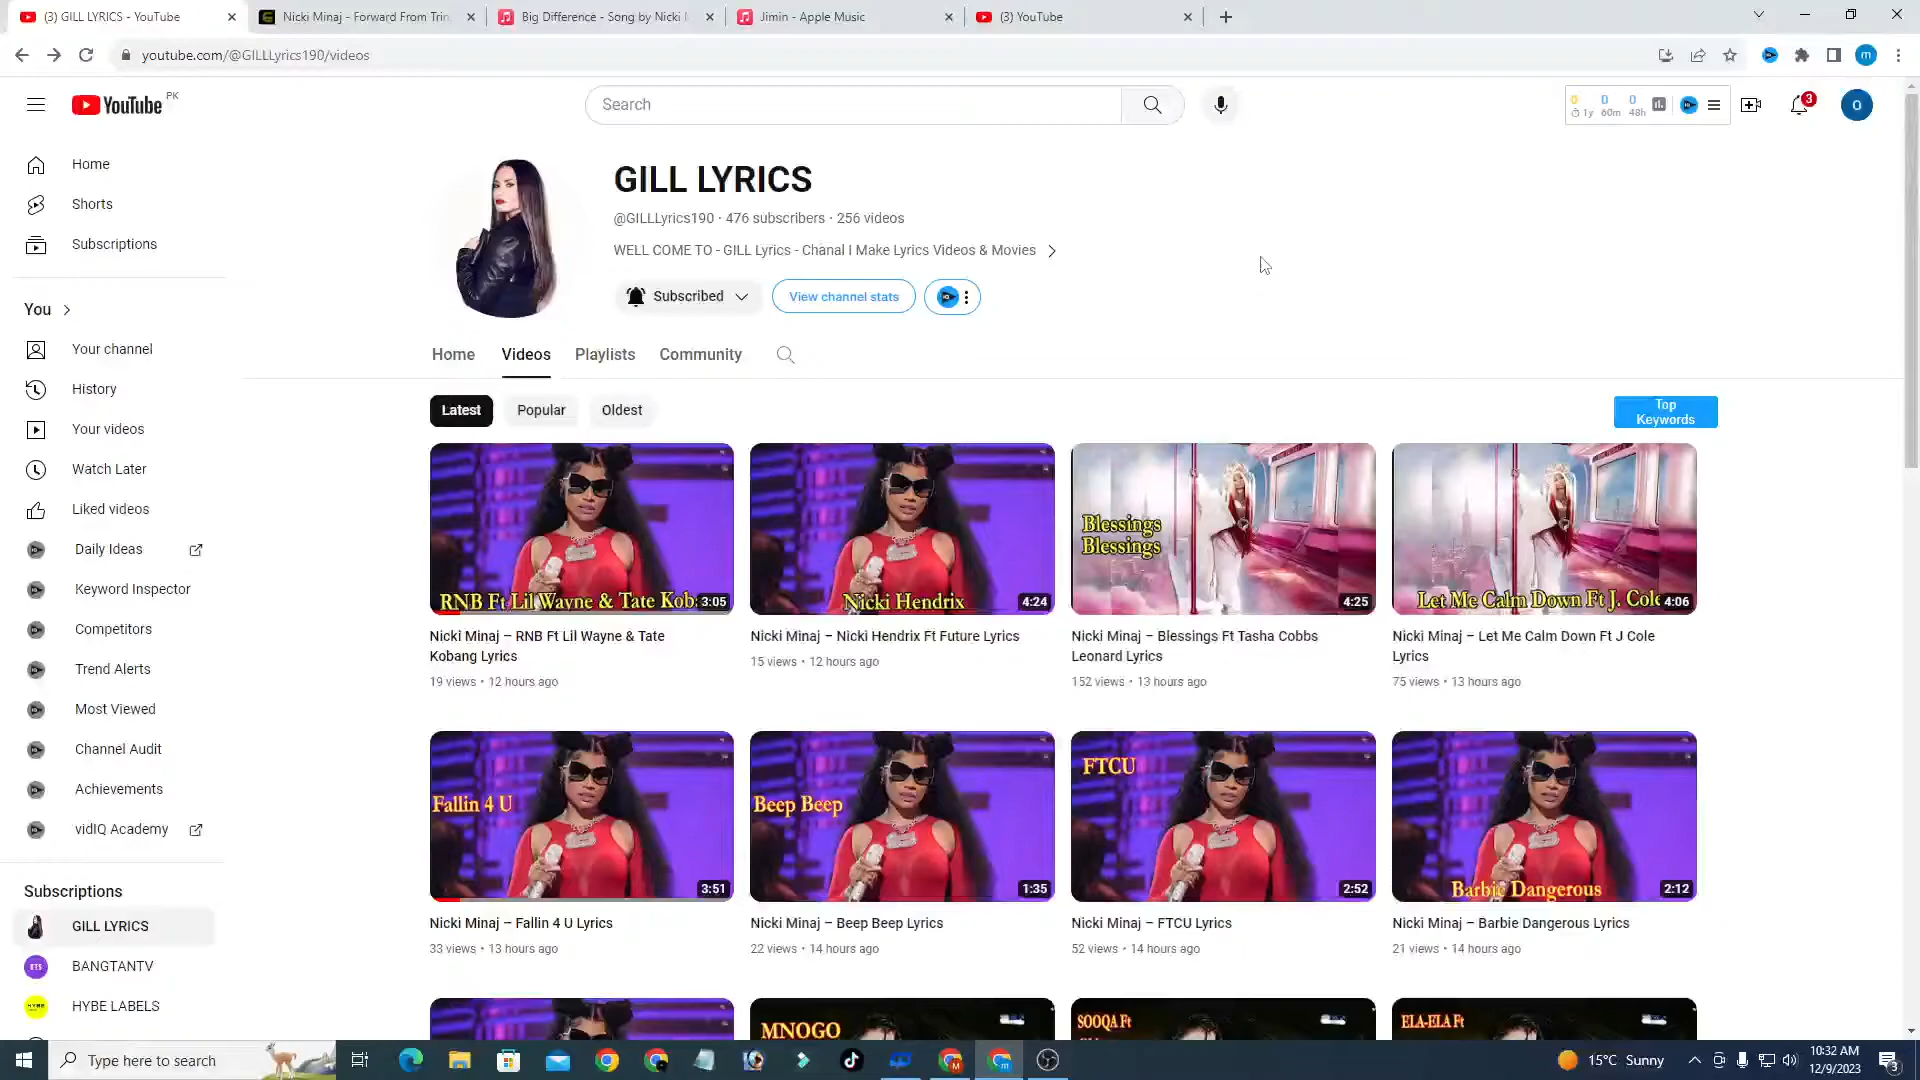 (3) GILL LYRICS - YouTube
Nicki Minaj - Forward From Trin
Big Difference - Song by Nicki
Jimin - Apple Music
(3) YouTube
youtube.com/@GILLLyrics190/videos
YouTube PK
Search
0 0 0
1y 60m 48h
3
O
m
Home
Shorts
Subscriptions
You
Your channel
History
Your videos
Watch Later
Liked videos
Daily Ideas
Keyword Inspector
Competitors
Trend Alerts
Most Viewed
Channel Audit
Achievements
vidIQ Academy
Subscriptions
GILL LYRICS
BANGTANTV
HYBE LABELS
GILL LYRICS
@GILLLyrics190 · 476 subscribers · 256 videos
WELL COME TO - GILL Lyrics - Chanal I Make Lyrics Videos & Movies
Subscribed
View channel stats
Home Videos Playlists Community
Latest Popular Oldest
Top
Keywords
RNB Ft Lil Wayne & Tate Kob
3:05
Nicki Minaj – RNB Ft Lil Wayne & Tate
Kobang Lyrics
19 views • 12 hours ago
Nicki Hendrix
4:24
Nicki Minaj – Nicki Hendrix Ft Future Lyrics
15 views • 12 hours ago
Blessings
Blessings
4:25
Nicki Minaj – Blessings Ft Tasha Cobbs
Leonard Lyrics
152 views • 13 hours ago
Let Me Calm Down Ft J. Cole
4:06
Nicki Minaj – Let Me Calm Down Ft J Cole
Lyrics
75 views • 13 hours ago
Fallin 4 U
3:51
Nicki Minaj – Fallin 4 U Lyrics
33 views • 13 hours ago
Beep Beep
1:35
Nicki Minaj – Beep Beep Lyrics
22 views • 14 hours ago
FTCU
2:52
Nicki Minaj – FTCU Lyrics
52 views • 14 hours ago
Barbie Dangerous
2:12
Nicki Minaj – Barbie Dangerous Lyrics
21 views • 14 hours ago
MNOGO
SOOQA Ft
ELA-ELA Ft
Type here to search
15°C Sunny
10:32 AM
12/9/2023
3